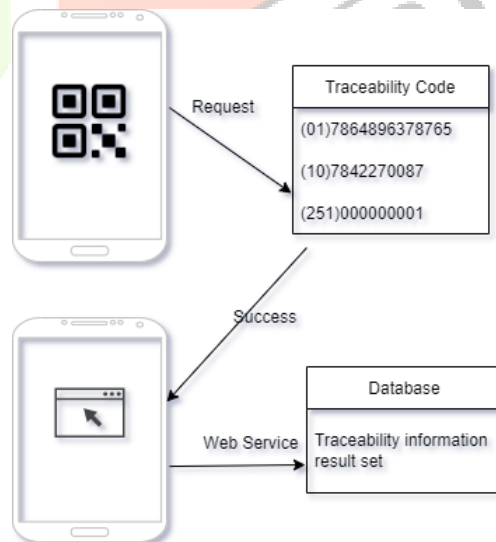 Request
Traceability Code
(01)7864896378765
(10)7842270087
(251)000000001
Success
Web Service
Database
Traceability information
result set